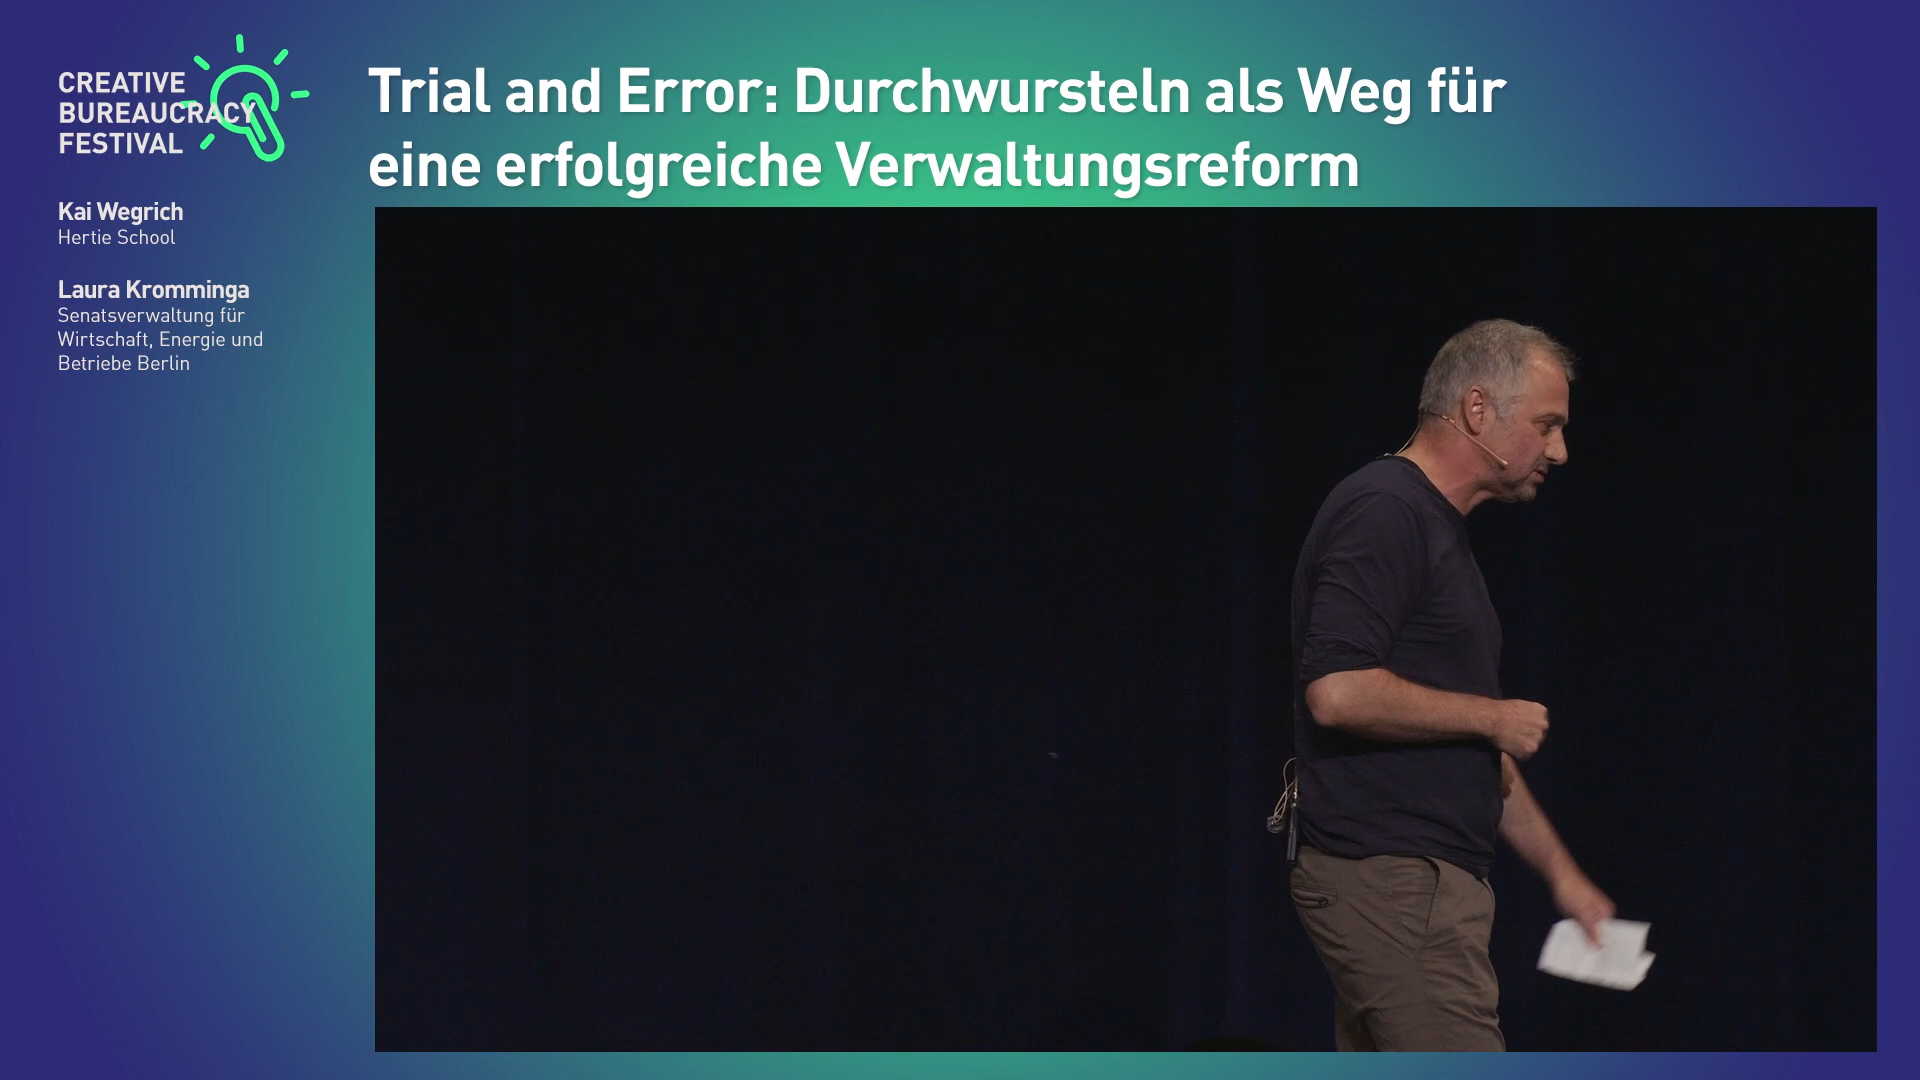 CREATIVE
BUREAUCRACY
FESTIVAL
Trial and Error: Durchwursteln als Weg für
eine erfolgreiche Verwaltungsreform
Kai Wegrich
Hertie School
Laura Kromminga
Senatsverwaltung für
Wirtschaft, Energie und
Betriebe Berlin